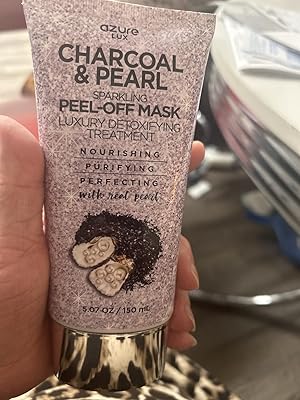 azure
LUX
CHARCOAL
& PEARL
SPARKLING
PEEL-OFF MASK
LUXURY DETOXIFYING
TREATMENT
NOURISHING
PURIFYING
PERFECTING
with real pearl
5.07 OZ / 150 mL